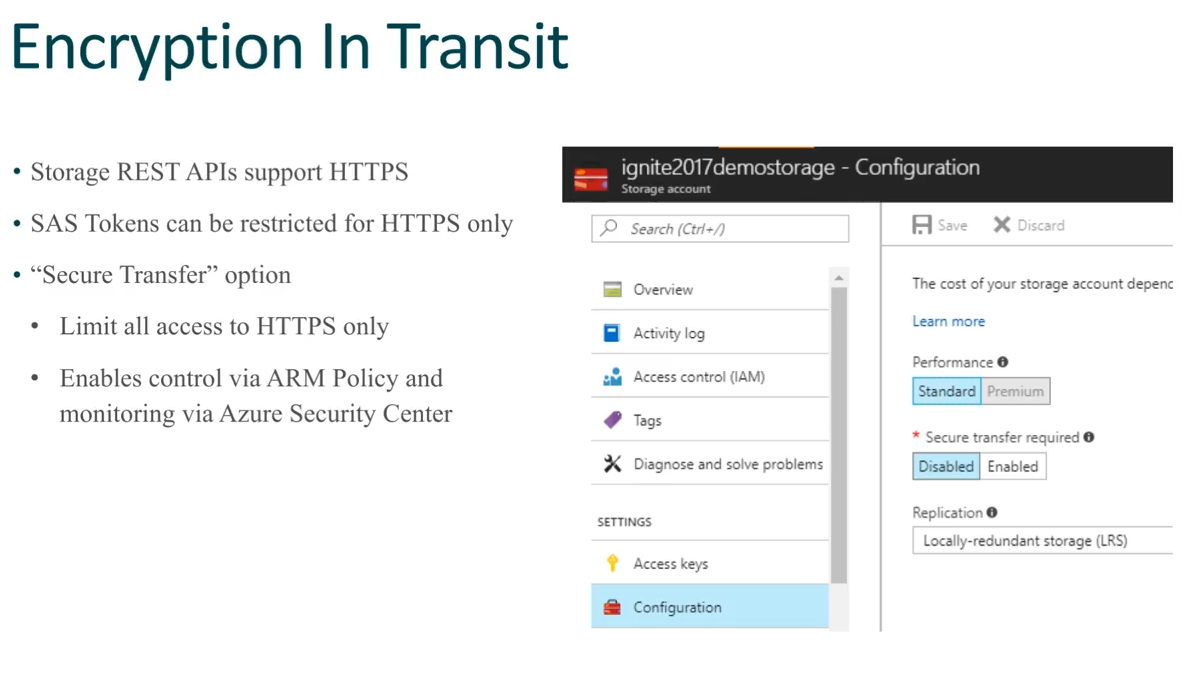 Encryption In Transit
• Storage REST APIs support HTTPS
• SAS Tokens can be restricted for HTTPS only
• “Secure Transfer” option
• Limit all access to HTTPS only
• Enables control via ARM Policy and
monitoring via Azure Security Center
ignite2017demostorage - Configuration
Storage account
Search (Ctrl+/)
Overview
Activity log
Access control (IAM)
Tags
Diagnose and solve problems
SETTINGS
Access keys
Configuration
Save Discard
The cost of your storage account depend
Learn more
Performance
Standard Premium
* Secure transfer required
Disabled Enabled
Replication
Locally-redundant storage (LRS)